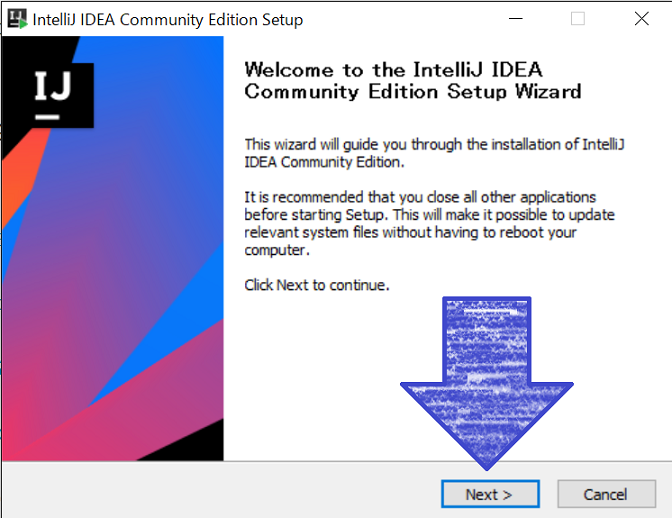 IntelliJ IDEA Community Edition Setup
IJ
Welcome to the IntelliJ IDEA
Community Edition Setup Wizard
This wizard will guide you through the installation of IntelliJ
IDEA Community Edition.
It is recommended that you close all other applications
before starting Setup. This will make it possible to update
relevant system files without having to reboot your
computer.
Click Next to continue.
Next >
Cancel